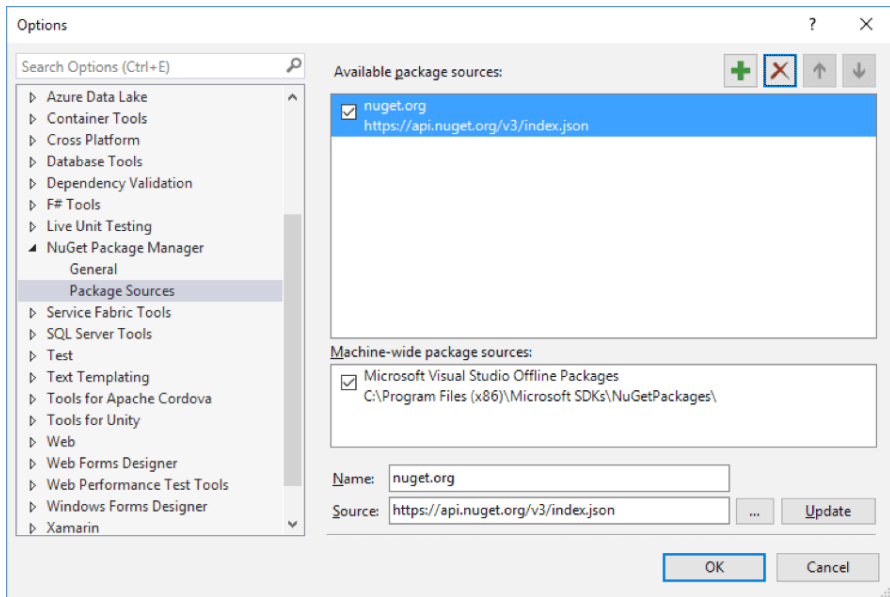 Options
?
Search Options (Ctrl+E)
Azure Data Lake
Container Tools
Cross Platform
Database Tools
Dependency Validation
F# Tools
Live Unit Testing
NuGet Package Manager
General
Package Sources
Service Fabric Tools
SQL Server Tools
Test
Text Templating
Tools for Apache Cordova
Tools for Unity
Web
Web Forms Designer
Web Performance Test Tools
Windows Forms Designer
Xamarin
Available package sources:
nuget.org
https://api.nuget.org/v3/index.json
Machine-wide package sources:
Microsoft Visual Studio Offline Packages
C:\Program Files (x86)\Microsoft SDKs\NuGetPackages\
Name: nuget.org
Source: https://api.nuget.org/v3/index.json ... Update
OK Cancel